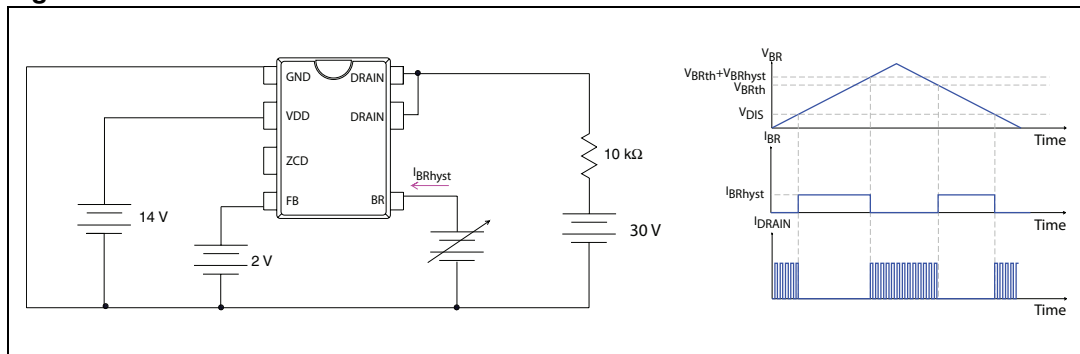 GND
DRAIN
VDD
DRAIN
ZCD
FB
BR
IBRhyst
14 V
2 V
10 kΩ
30 V
VBR
VBRth+VBRhyst
VBRth
VDIS
Time
IBR
IBRhyst
Time
IDRAIN
Time